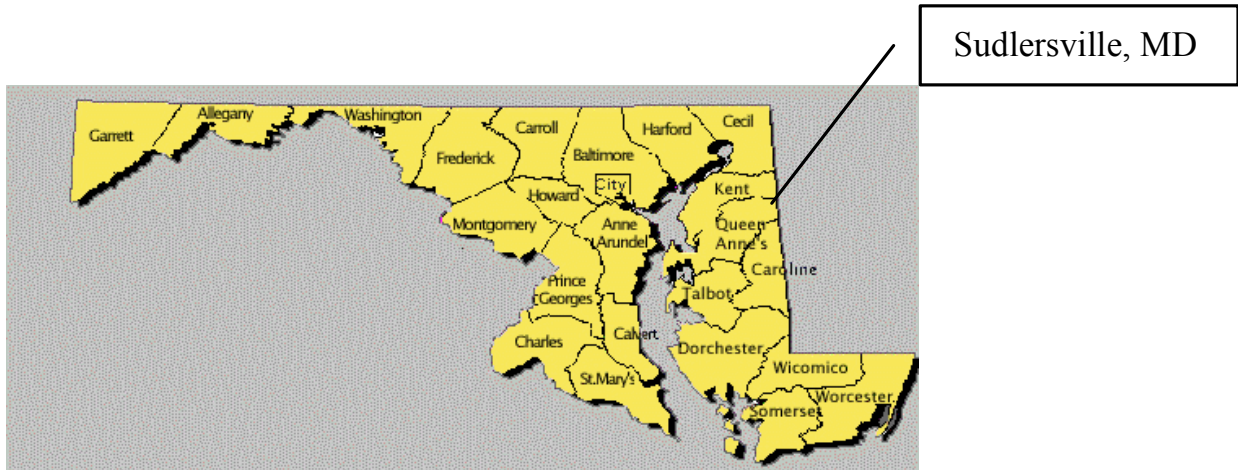 Sudlersville, MD
Garrett
Allegany
Washington
Frederick
Carroll
Baltimore
City
Harford
Cecil
Kent
Howard
Montgomery
Anne
Arundel
Queen
Anne's
Caroline
Talbot
Prince
Georges
Charles
Calvert
St.Mary's
Dorchester
Wicomico
Somerset
Worcester